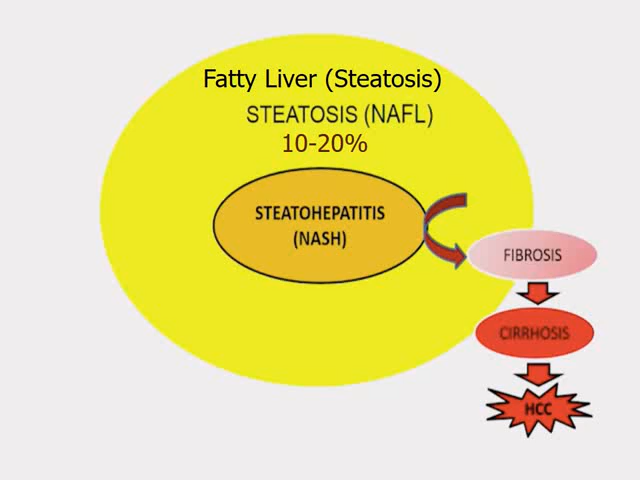 Fatty Liver (Steatosis)
STEATOSIS (NAFL)
10-20%
STEATOHEPATITIS
(NASH)
FIBROSIS
CIRRHOSIS
HCC